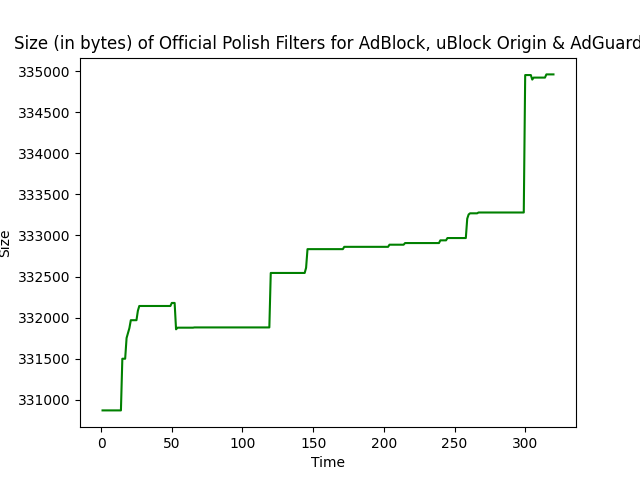 Size (in bytes) of Official Polish Filters for AdBlock, uBlock Origin & AdGuard
335000
334500
334000
333500
333000
332500
332000
331500
331000
Size
0 50 100 150 200 250 300
Time